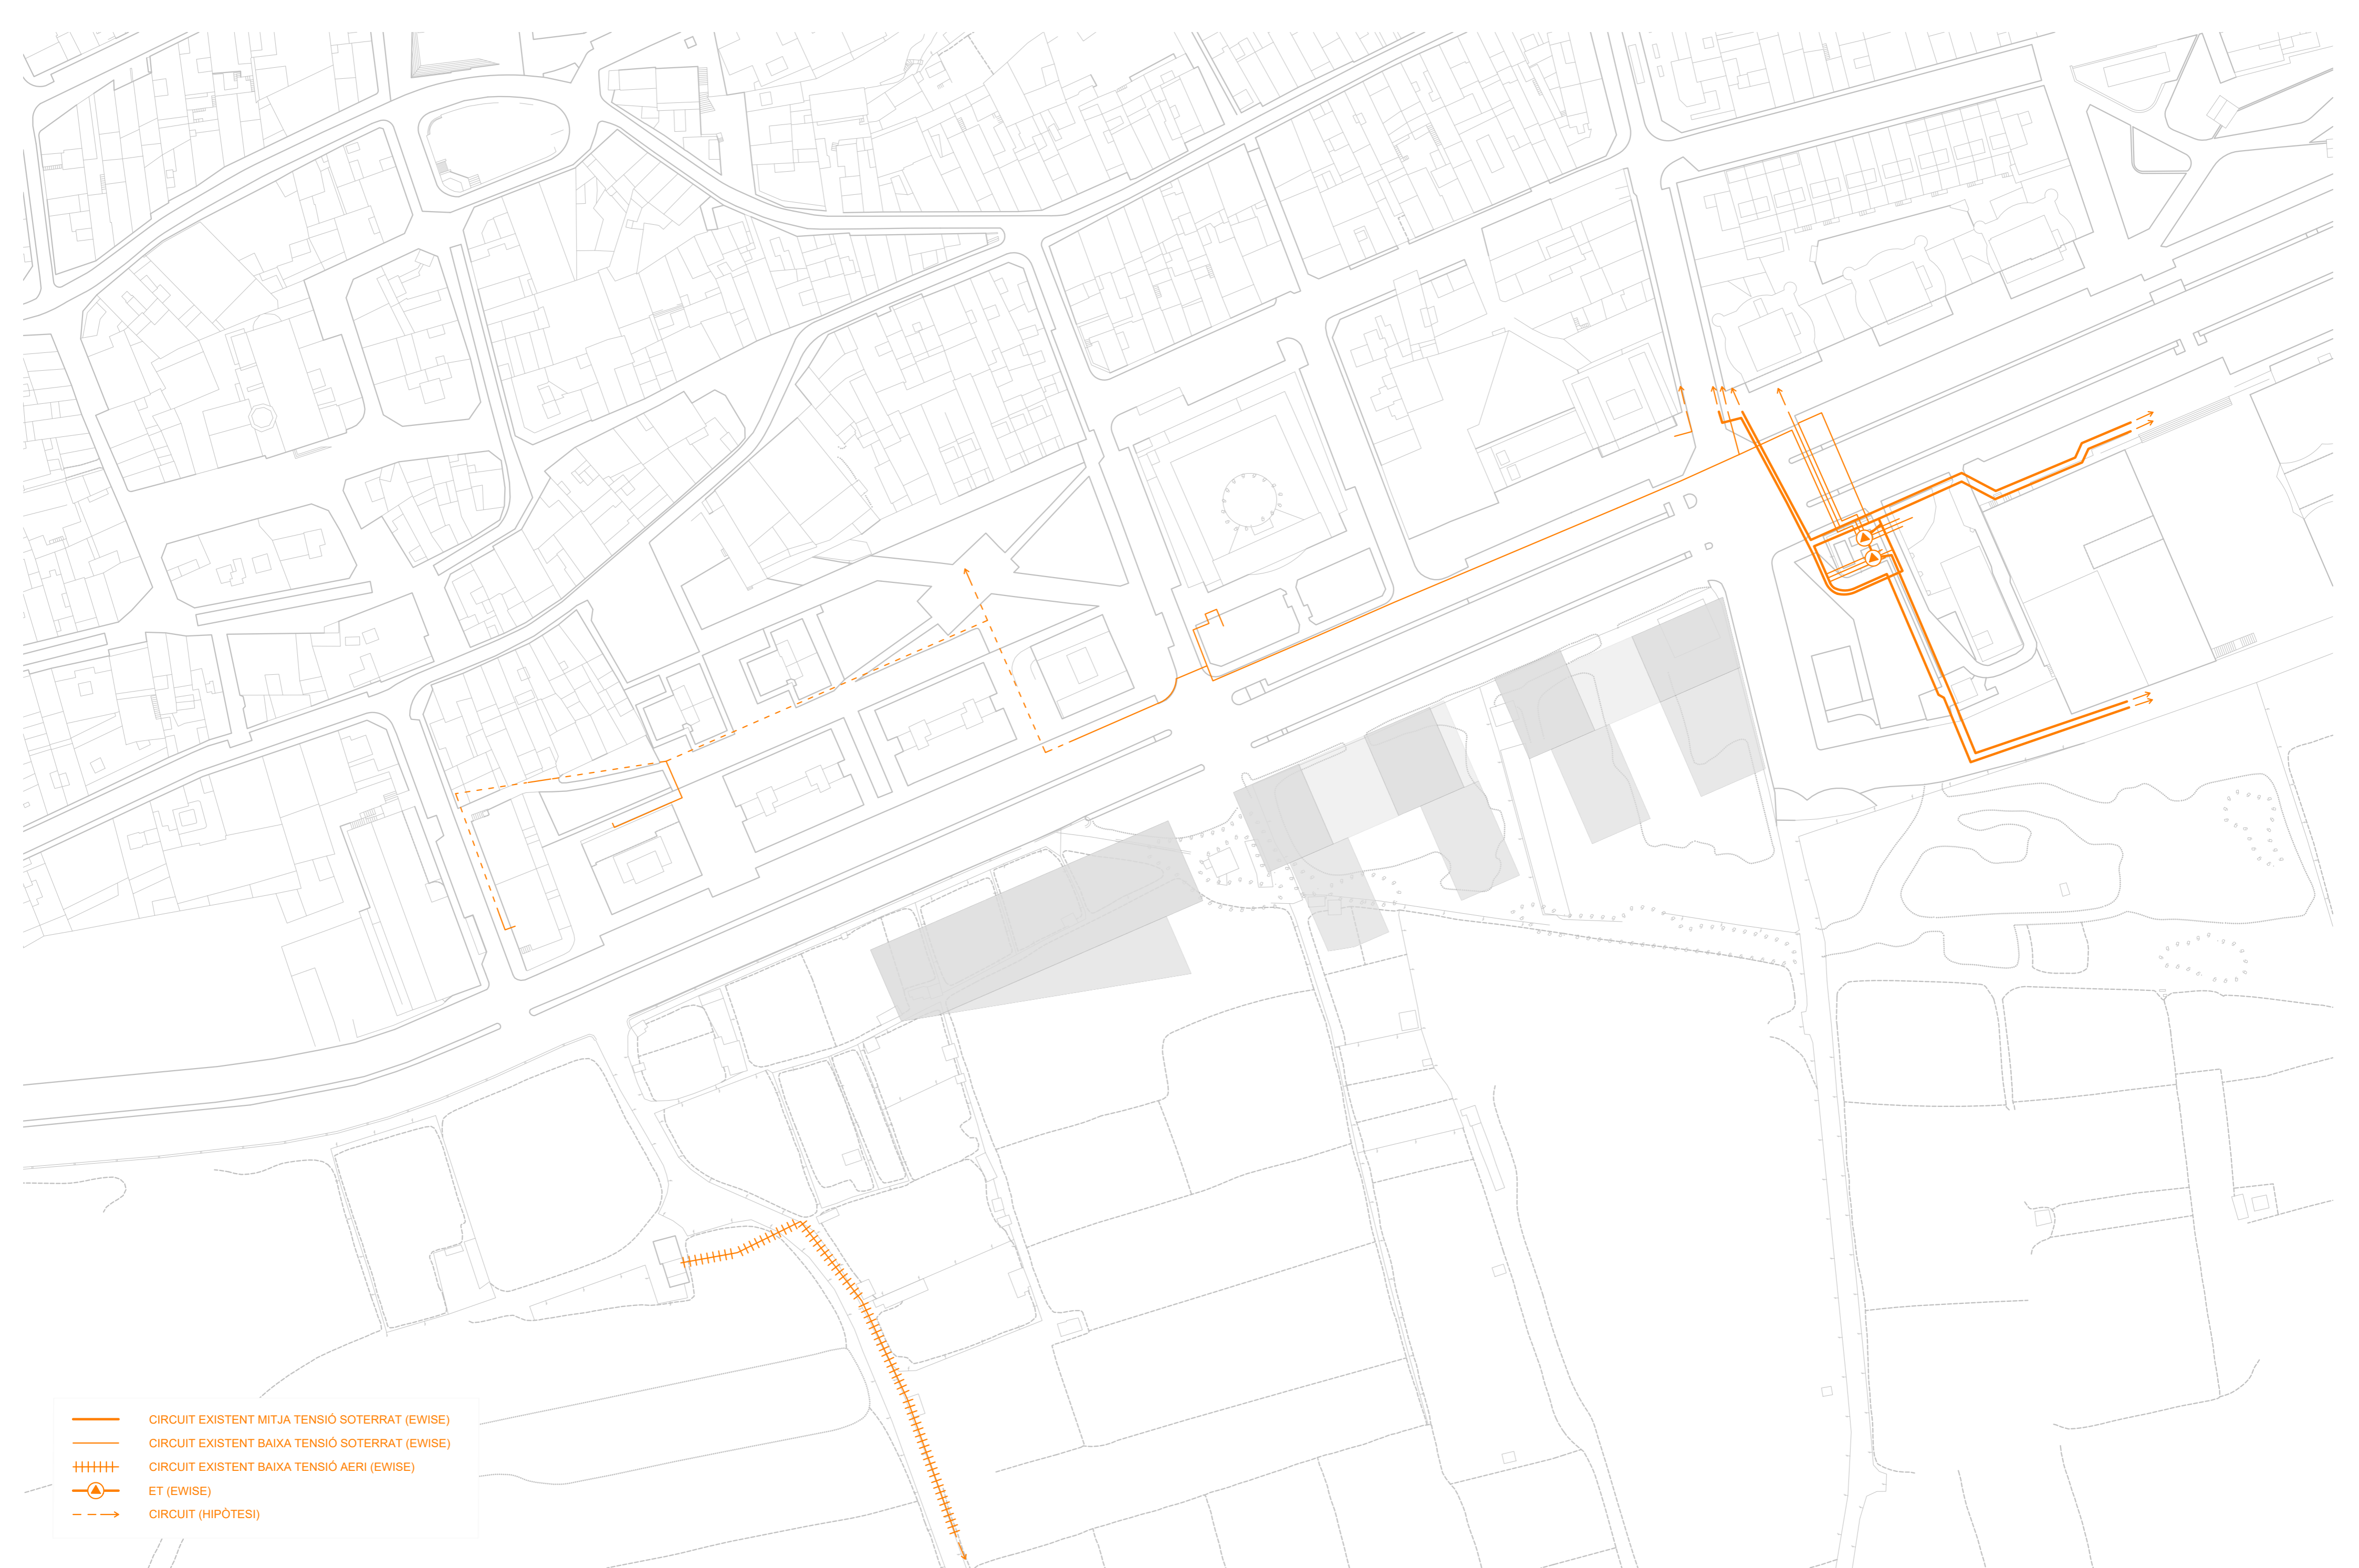 CIRCUIT EXISTENT MITJA TENSIÓ SOTERRAT (EWISE)
CIRCUIT EXISTENT BAIXA TENSIÓ SOTERRAT (EWISE)
CIRCUIT EXISTENT BAIXA TENSIÓ AERI (EWISE)
ET (EWISE)
CIRCUIT (HIPÒTESI)